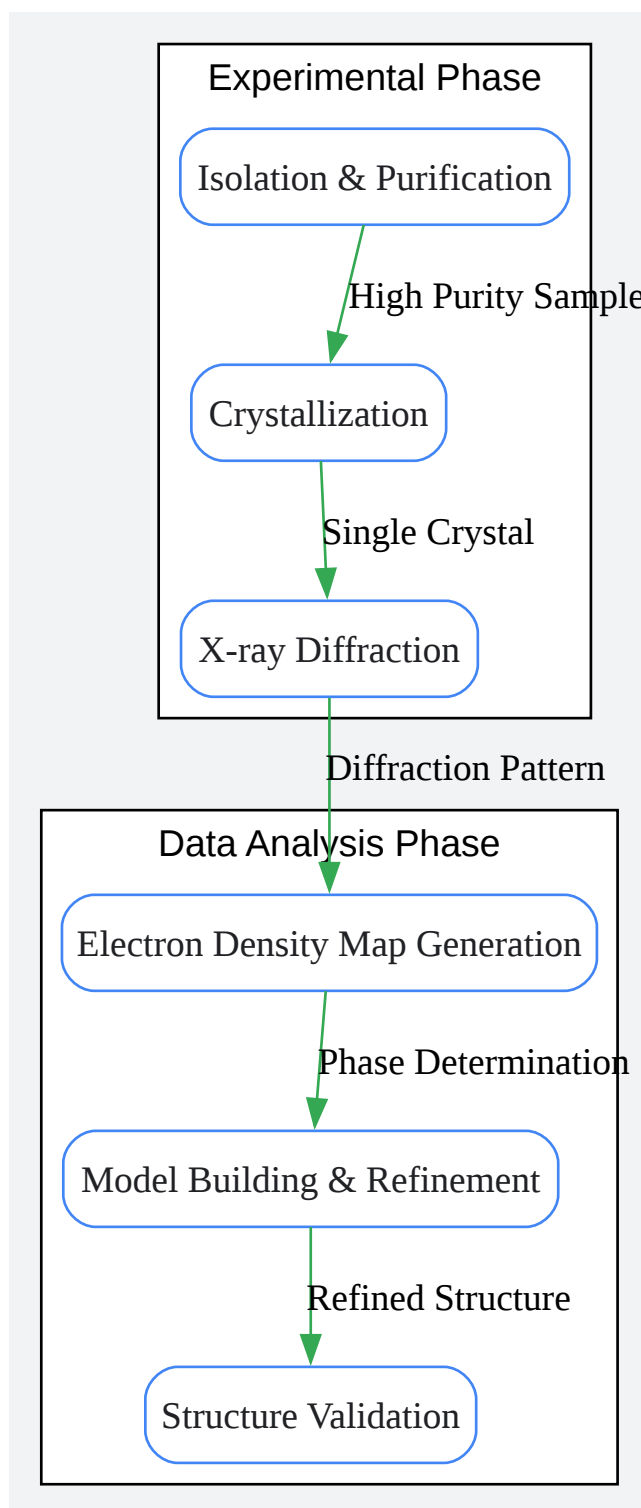 Experimental Phase
Isolation & Purification
High Purity Sample
Crystallization
Single Crystal
X-ray Diffraction
Diffraction Pattern
Data Analysis Phase
Electron Density Map Generation
Phase Determination
Model Building & Refinement
Refined Structure
Structure Validation